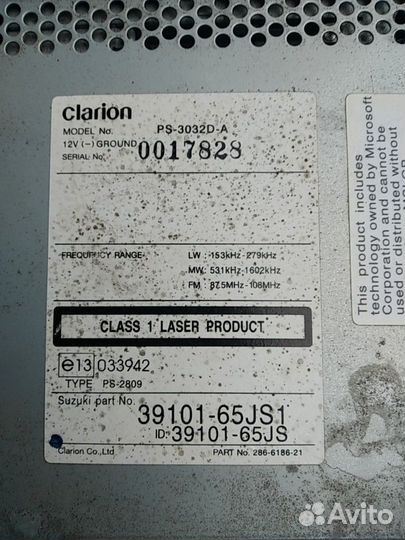 clarion
MODEL No. PS-3032D-A
12V (–) GROUND
SERIAL No. 0017828
FREQUENCY RANGE LW : 153kHz-279kHz
MW : 531kHz-1602kHz
FM : 87.5MHz-108MHz
CLASS 1 LASER PRODUCT
e13 033942
TYPE PS-2809
Suzuki part No.
39101-65JS1
ID: 39101-65JS
Clarion Co., Ltd. PART No. 286-6186-21
This product includes
technology owned by Microsoft
Corporation and cannot be
used or distributed without
Avito